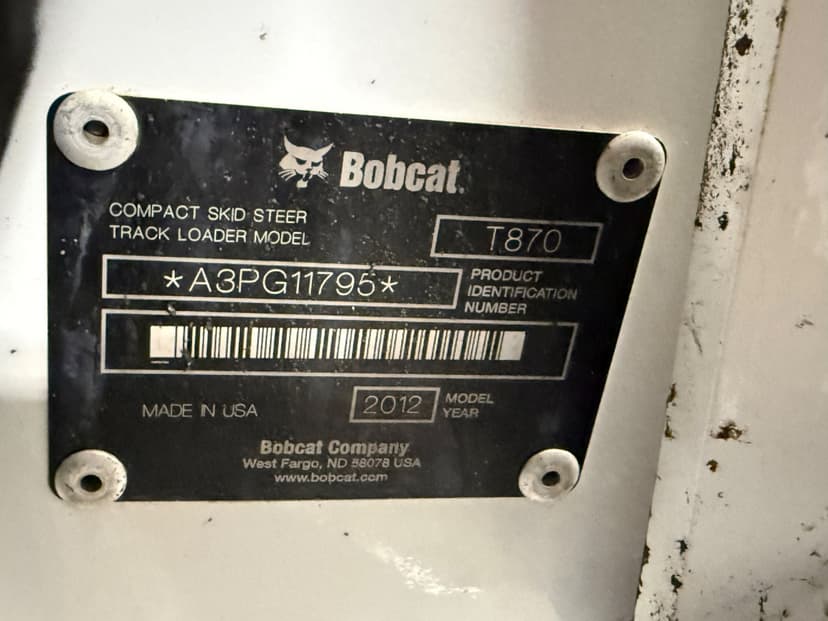 Bobcat.
COMPACT SKID STEER
TRACK LOADER MODEL
T870
*A3PG11795*
PRODUCT
IDENTIFICATION
NUMBER
MADE IN USA
2012
MODEL
YEAR
Bobcat Company
West Fargo, ND 58078 USA
www.bobcat.com